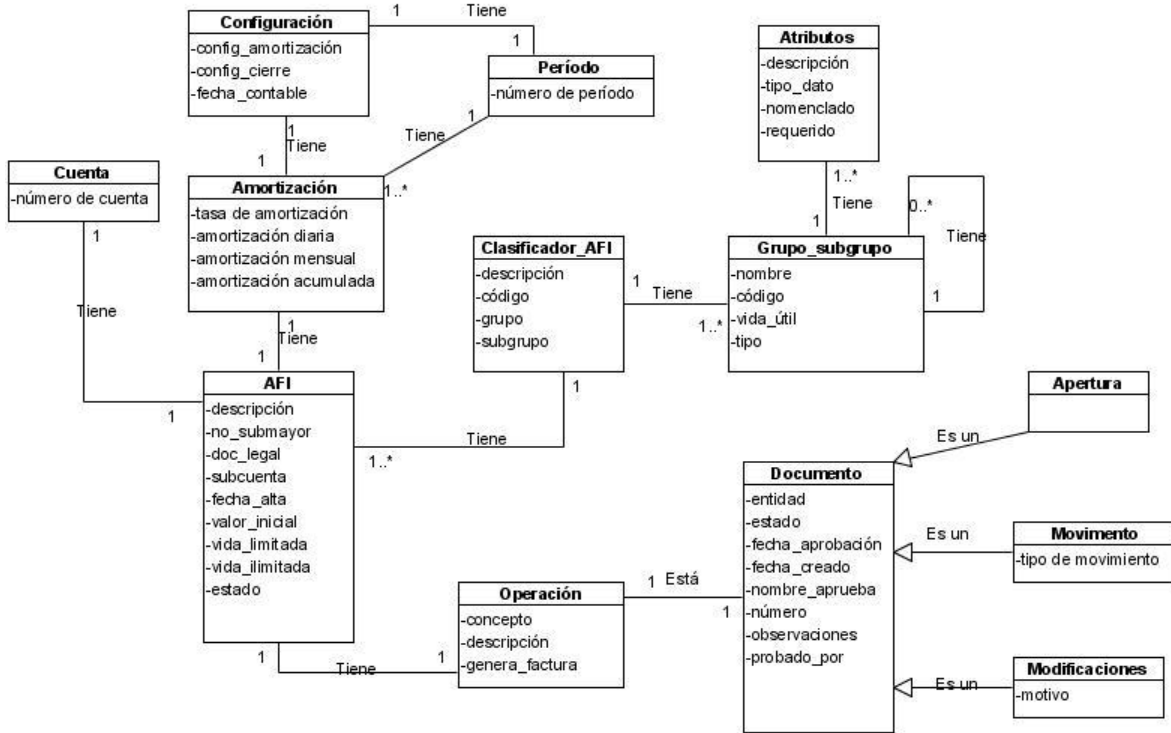 Configuración
-config_amortización
-config_cierre
-fecha_contable
1
Tiene
1
Período
-número de período
1
Tiene
1
1
Tiene
1..*
Atributos
-descripción
-tipo_dato
-nomenclado
-requerido
1..*
Tiene
1
0..*
Tiene
1
Cuenta
-número de cuenta
1
Tiene
1
Amortización
-tasa de amortización
-amortización diaria
-amortización mensual
-amortización acumulada
1
Tiene
1
Clasificador_AFI
-descripción
-código
-grupo
-subgrupo
1
Tiene
1..*
Grupo_subgrupo
-nombre
-código
-vida_útil
-tipo
1
Tiene
1..*
AFI
-descripción
-no_submayor
-doc_legal
-subcuenta
-fecha_alta
-valor_inicial
-vida_limitada
-vida_ilimitada
-estado
1
Tiene
1
Operación
-concepto
-descripción
-genera_factura
1
Está
1
Documento
-entidad
-estado
-fecha_aprobación
-fecha_creado
-nombre_aprueba
-número
-observaciones
-probado_por
Apertura
Es un
Movimento
-tipo de movimiento
Es un
Modificaciones
-motivo
Es un